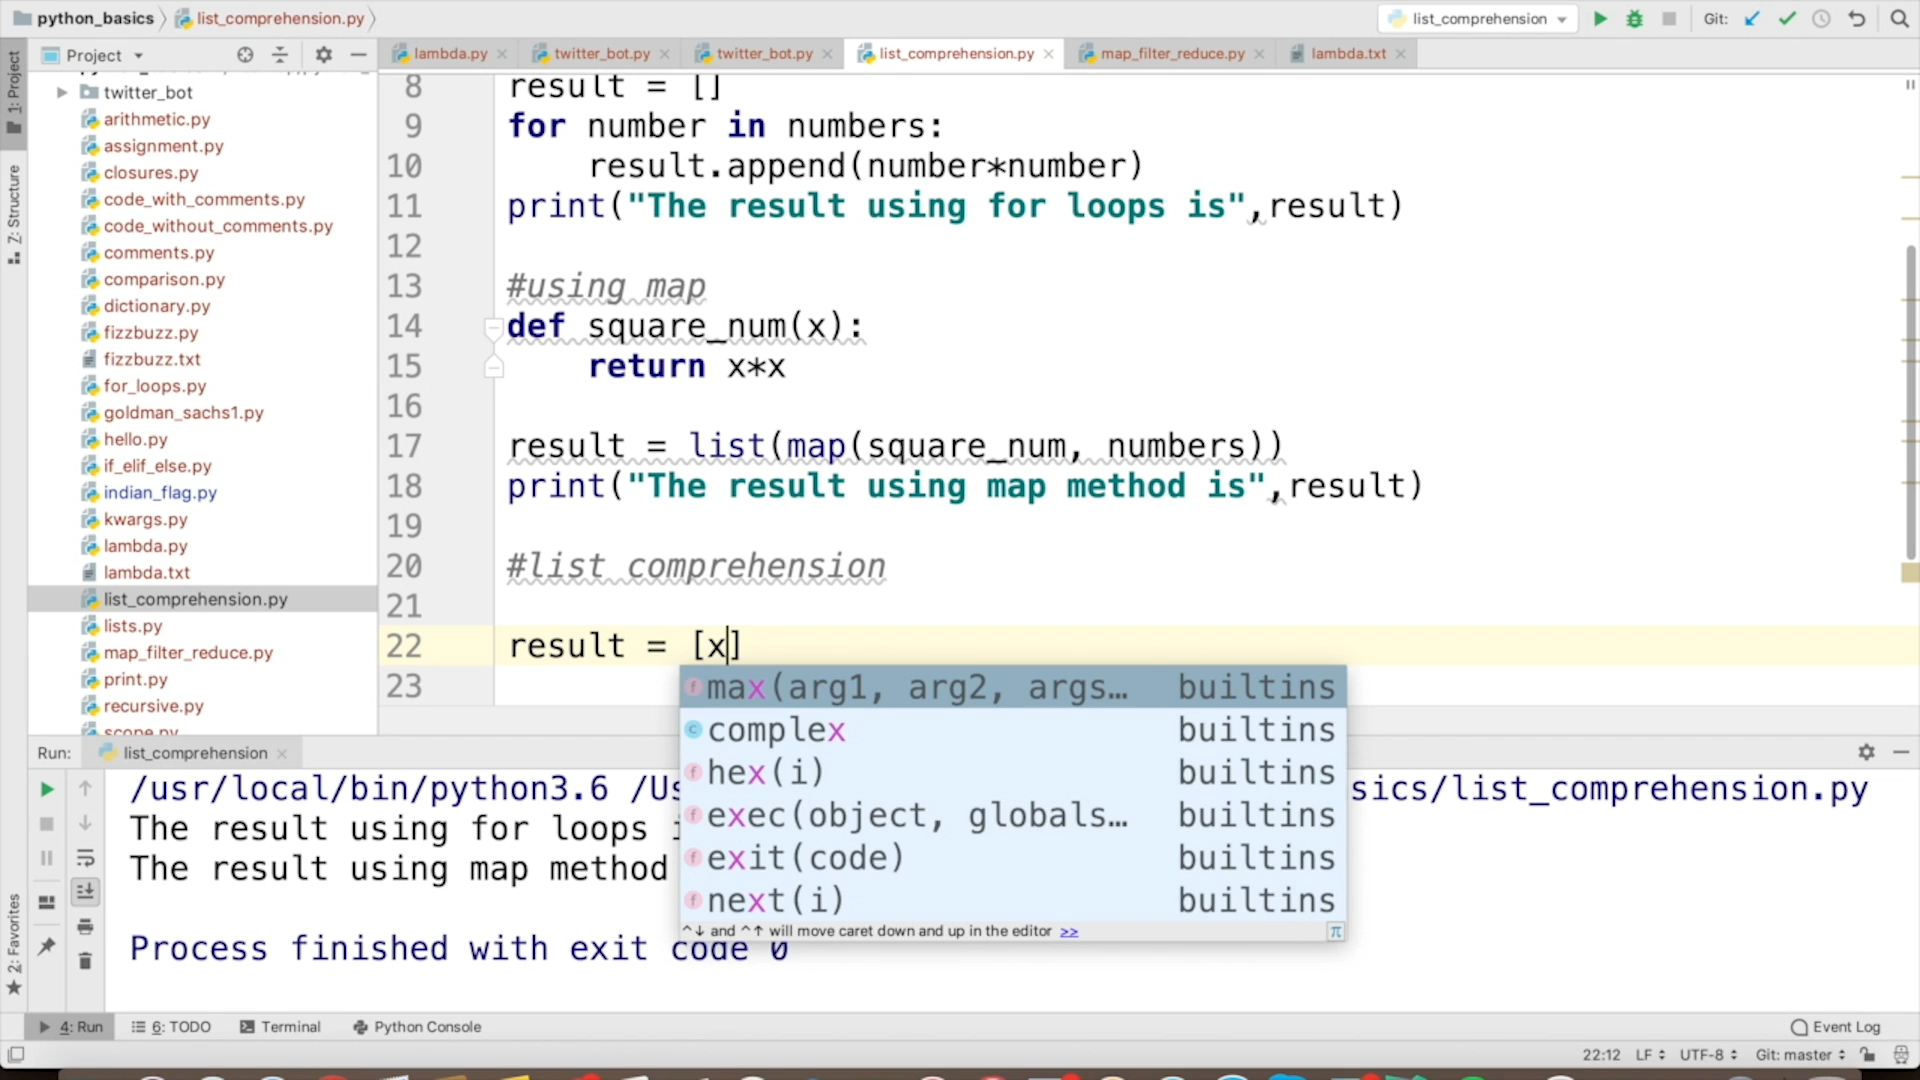 python_basics list_comprehension.py list_comprehension Git:
Project
lambda.py twitter_bot.py twitter_bot.py list_comprehension.py map_filter_reduce.py lambda.txt
1: Project
Z: Structure
2: Favorites
twitter_bot
arithmetic.py
assignment.py
closures.py
code_with_comments.py
code_without_comments.py
comments.py
comparison.py
dictionary.py
fizzbuzz.py
fizzbuzz.txt
for_loops.py
goldman_sachs1.py
hello.py
if_elif_else.py
indian_flag.py
kwargs.py
lambda.py
lambda.txt
list_comprehension.py
lists.py
map_filter_reduce.py
print.py
recursive.py
scope.py
8 result = []
9 for number in numbers:
10 result.append(number*number)
11 print("The result using for loops is",result)
12
13 #using map
14 def square_num(x):
15 return x*x
16
17 result = list(map(square_num, numbers))
18 print("The result using map method is",result)
19
20 #list comprehension
21
22 result = [x]
23
max(arg1, arg2, args… builtins
complex builtins
hex(i) builtins
exec(object, globals… builtins
exit(code) builtins
next(i) builtins
^↓ and ^↑ will move caret down and up in the editor >> π
Run: list_comprehension
/usr/local/bin/python3.6 /Us sics/list_comprehension.py
The result using for loops i
The result using map method
Process finished with exit code 0
4: Run 6: TODO Terminal Python Console Event Log
22:12 LF UTF-8 Git: master